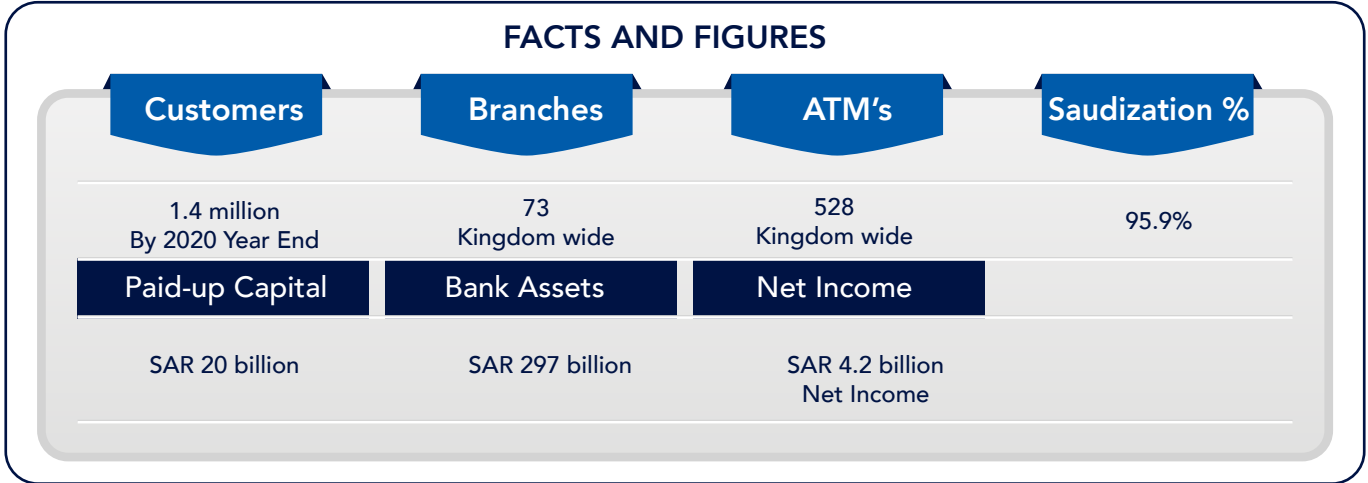 FACTS AND FIGURES
Customers
Branches
ATM's
Saudization %
1.4 million
By 2020 Year End
73
Kingdom wide
528
Kingdom wide
95.9%
Paid-up Capital
Bank Assets
Net Income
SAR 20 billion
SAR 297 billion
SAR 4.2 billion
Net Income